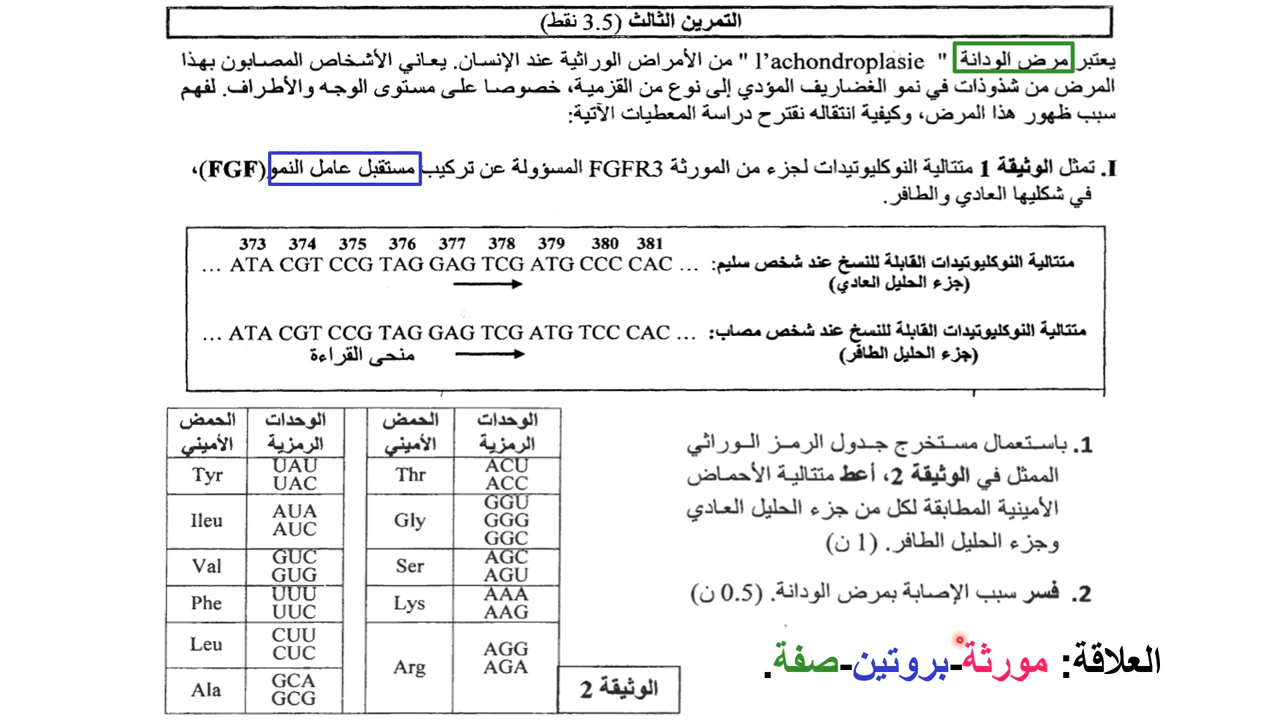 التمرين الثالث (3.5 نقط)
يعتبر مرض الودانة " l'achondroplasie " من الأمراض الوراثية عند الإنسان. يعاني الأشخاص المصابون بهذا
المرض من شذوذات في نمو الغضاريف المؤدي إلى نوع من القزمية، خصوصا على مستوى الوجه والأطراف. لفهم
سبب ظهور هذا المرض، وكيفية انتقاله نقترح دراسة المعطيات الآتية:
I. تمثل الوثيقة 1 متتالية النوكليوتيدات لجزء من المورثة FGFR3 المسؤولة عن تركيب مستقبل عامل النمو (FGF)،
في شكليها العادي والطافر.
373 374 375 376 377 378 379 380 381
متتالية النوكليوتيدات القابلة للنسخ عند شخص سليم: ... ATA CGT CCG TAG GAG TCG ATG CCC CAC ...
(جزء الحليل العادي)
متتالية النوكليوتيدات القابلة للنسخ عند شخص مصاب: ... ATA CGT CCG TAG GAG TCG ATG TCC CAC ...
(جزء الحليل الطافر)
منحى القراءة
1. باستعمال مستخرج جدول الرمز الوراثي
الممثل في الوثيقة 2، أعط متتالية الأحماض
الأمينية المطابقة لكل من جزء الحليل العادي
وجزء الحليل الطافر. (1 ن)
2. فسر سبب الإصابة بمرض الودانة. (0.5 ن)
الوحدات الرمزية الحمض الأميني الوحدات الرمزية الحمض الأميني
ACU ACC Thr UAU UAC Tyr
GGU GGG GGC Gly AUA AUC Ileu
AGC AGU Ser GUC GUG Val
AAA AAG Lys UUU UUC Phe
AGG AGA Arg CUU CUC Leu
GCA GCG Ala
الوثيقة 2
العلاقة: مورثة-بروتين-صفة.